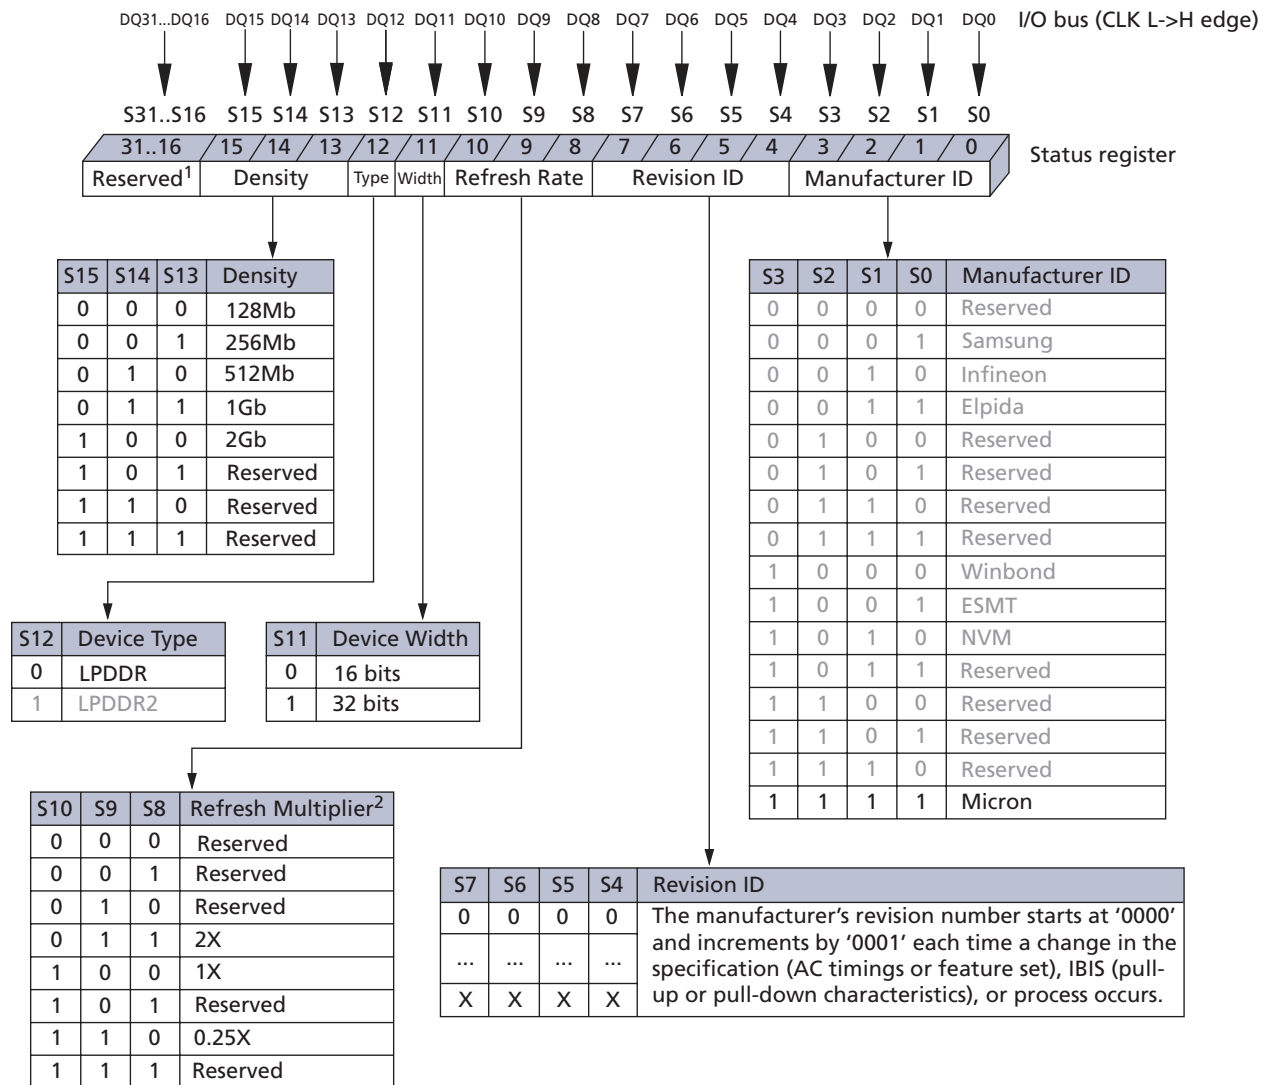 DQ31...DQ16 DQ15 DQ14 DQ13 DQ12 DQ11 DQ10 DQ9 DQ8 DQ7 DQ6 DQ5 DQ4 DQ3 DQ2 DQ1 DQ0 I/O bus (CLK L->H edge)
S31..S16 S15 S14 S13 S12 S11 S10 S9 S8 S7 S6 S5 S4 S3 S2 S1 S0
31..16 15 14 13 12 11 10 9 8 7 6 5 4 3 2 1 0 Status register
Reserved1 Density Type Width Refresh Rate Revision ID Manufacturer ID
S15 S14 S13 Density
0 0 0 128Mb
0 0 1 256Mb
0 1 0 512Mb
0 1 1 1Gb
1 0 0 2Gb
1 0 1 Reserved
1 1 0 Reserved
1 1 1 Reserved
S3 S2 S1 S0 Manufacturer ID
0 0 0 0 Reserved
0 0 0 1 Samsung
0 0 1 0 Infineon
0 0 1 1 Elpida
0 1 0 0 Reserved
0 1 0 1 Reserved
0 1 1 0 Reserved
0 1 1 1 Reserved
1 0 0 0 Winbond
1 0 0 1 ESMT
1 0 1 0 NVM
1 0 1 1 Reserved
1 1 0 0 Reserved
1 1 0 1 Reserved
1 1 1 0 Reserved
1 1 1 1 Micron
S12 Device Type
0 LPDDR
1 LPDDR2
S11 Device Width
0 16 bits
1 32 bits
S10 S9 S8 Refresh Multiplier2
0 0 0 Reserved
0 0 1 Reserved
0 1 0 Reserved
0 1 1 2X
1 0 0 1X
1 0 1 Reserved
1 1 0 0.25X
1 1 1 Reserved
S7 S6 S5 S4 Revision ID
0 0 0 0 The manufacturer’s revision number starts at ‘0000’
and increments by ‘0001’ each time a change in the
... ... ... ... specification (AC timings or feature set), IBIS (pull-
X X X X up or pull-down characteristics), or process occurs.